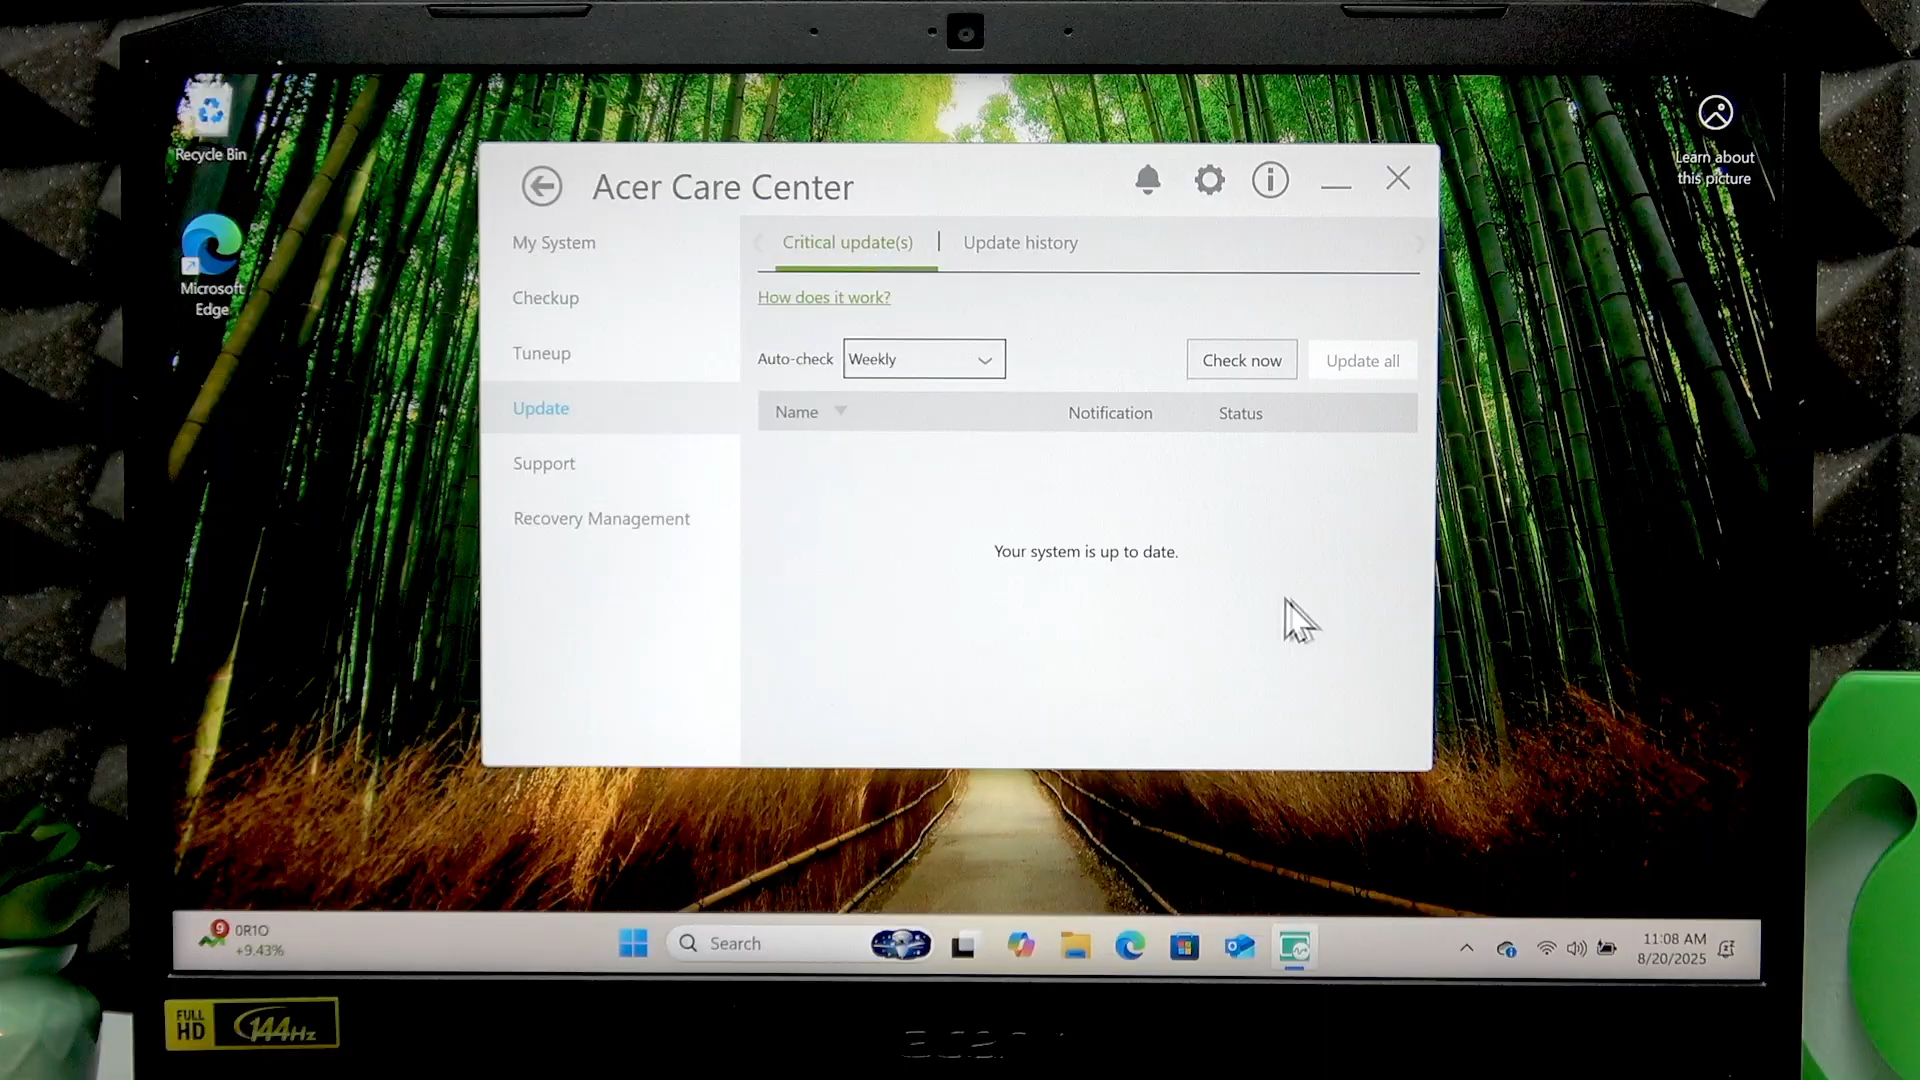 Recycle Bin
Microsoft
Edge
Learn about
this picture
Acer Care Center
My System
Checkup
Tuneup
Update
Support
Recovery Management
Critical update(s)
Update history
How does it work?
Auto-check
Weekly
Check now
Update all
Name
Notification
Status
Your system is up to date.
9
0R1O
+9.43%
Search
11:08 AM
8/20/2025
FULL
HD
144Hz
acer